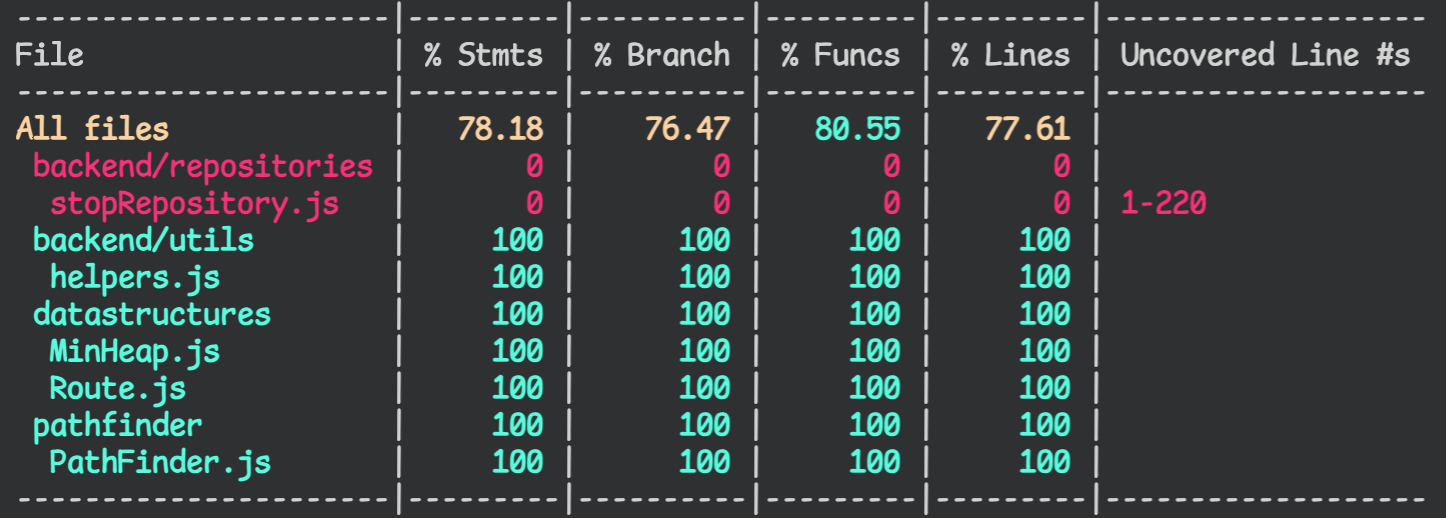 File | % Stmts | % Branch | % Funcs | % Lines | Uncovered Line #s
All files | 78.18 | 76.47 | 80.55 | 77.61 |
backend/repositories | 0 | 0 | 0 | 0 |
stopRepository.js | 0 | 0 | 0 | 0 | 1-220
backend/utils | 100 | 100 | 100 | 100 |
helpers.js | 100 | 100 | 100 | 100 |
datastructures | 100 | 100 | 100 | 100 |
MinHeap.js | 100 | 100 | 100 | 100 |
Route.js | 100 | 100 | 100 | 100 |
pathfinder | 100 | 100 | 100 | 100 |
PathFinder.js | 100 | 100 | 100 | 100 |